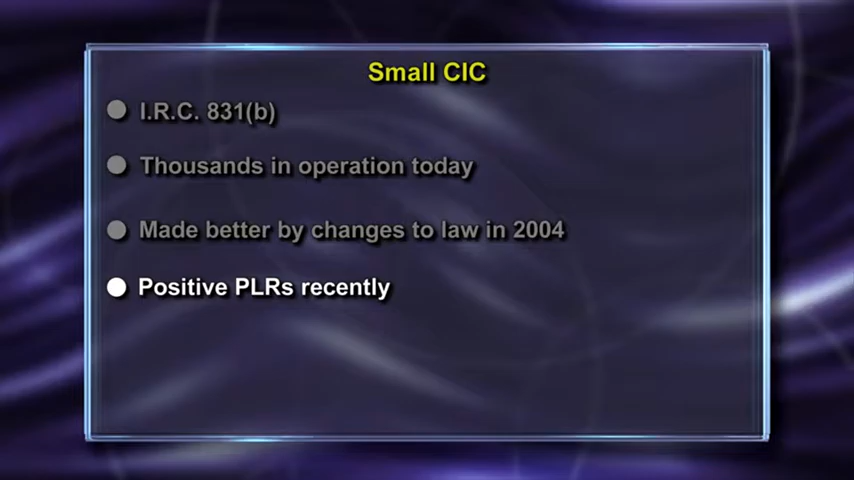 Small CIC
I.R.C. 831(b)
Thousands in operation today
Made better by changes to law in 2004
Positive PLRs recently